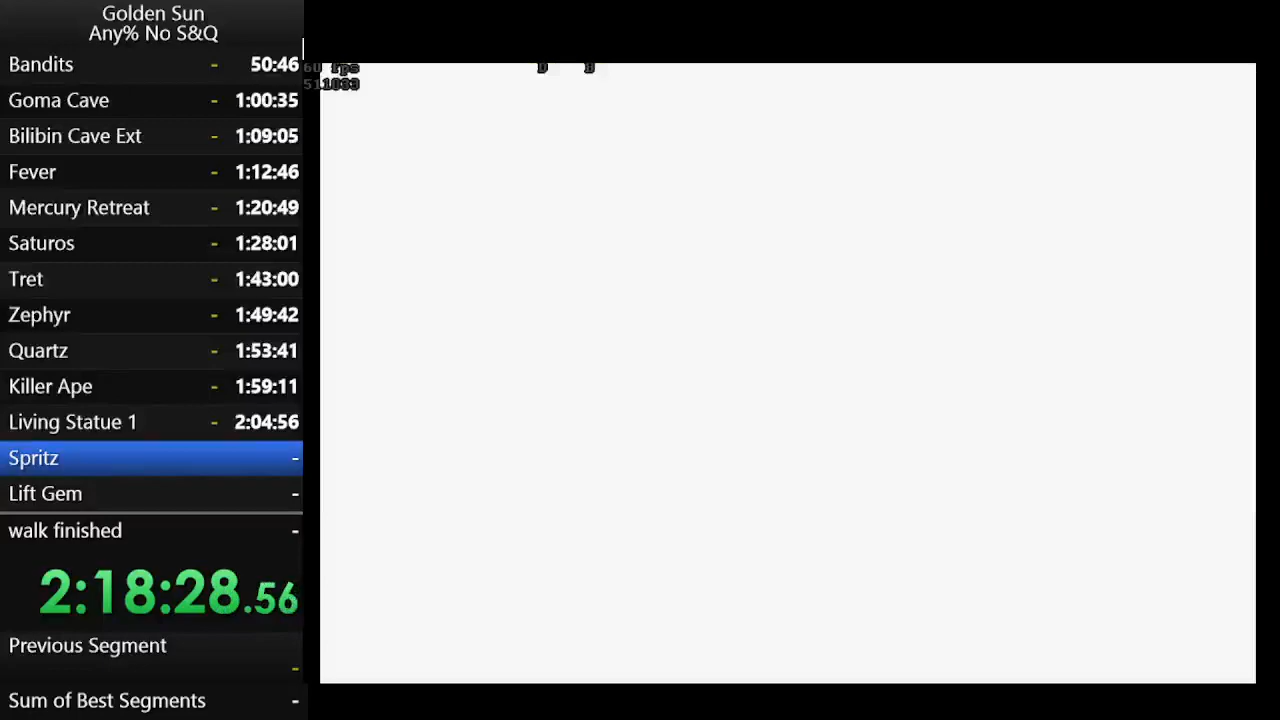 Golden Sun
Any% No S&Q
Bandits - 50:46
Goma Cave - 1:00:35
Bilibin Cave Ext - 1:09:05
Fever - 1:12:46
Mercury Retreat - 1:20:49
Saturos - 1:28:01
Tret - 1:43:00
Zephyr - 1:49:42
Quartz - 1:53:41
Killer Ape - 1:59:11
Living Statue 1 - 2:04:56
Spritz -
Lift Gem -
walk finished -
2:18:28.56
Previous Segment
-
Sum of Best Segments -
60 fps D B
511033